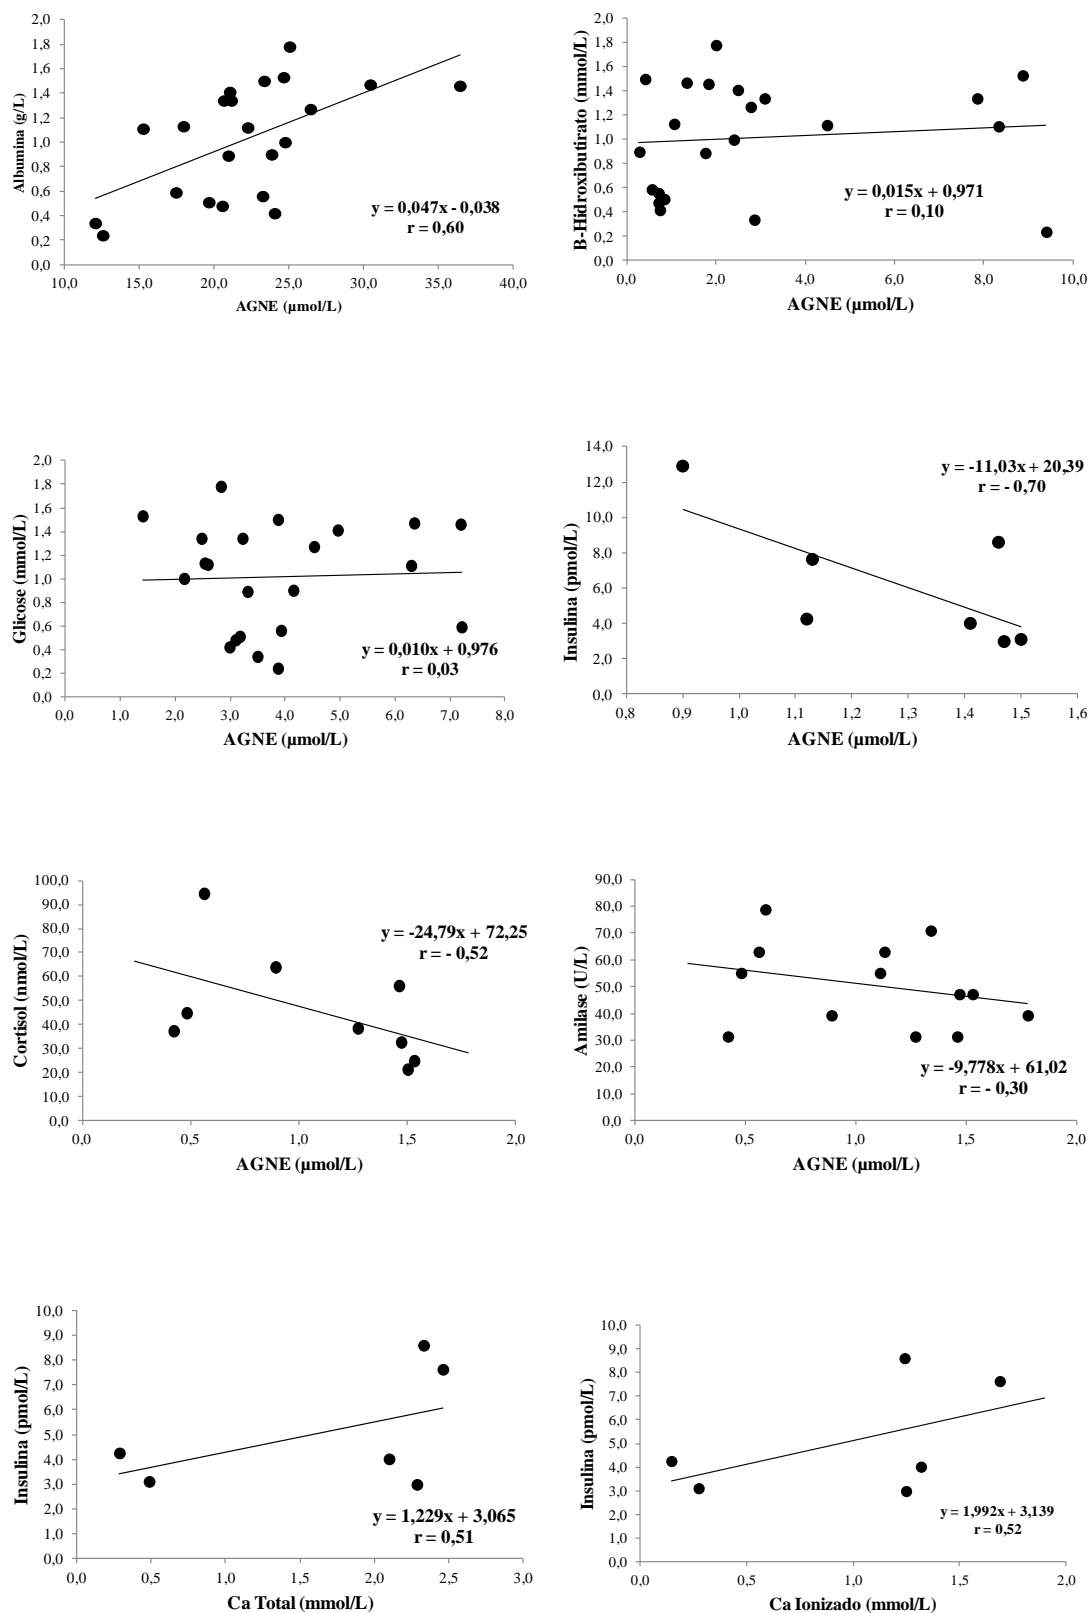 2,0
1,8
1,6
1,4
1,2
1,0
0,8
0,6
0,4
0,2
0,0
Albumina (g/L)
y = 0,047x - 0,038
r = 0,60
10,0 15,0 20,0 25,0 30,0 35,0 40,0
AGNE (µmol/L)
2,0
1,8
1,6
1,4
1,2
1,0
0,8
0,6
0,4
0,2
0,0
B-Hidroxibutirato (mmol/L)
y = 0,015x + 0,971
r = 0,10
0,0 2,0 4,0 6,0 8,0 10,0
AGNE (µmol/L)
2,0
1,8
1,6
1,4
1,2
1,0
0,8
0,6
0,4
0,2
0,0
Glicose (mmol/L)
y = 0,010x + 0,976
r = 0,03
0,0 1,0 2,0 3,0 4,0 5,0 6,0 7,0 8,0
AGNE (µmol/L)
14,0
12,0
10,0
8,0
6,0
4,0
2,0
0,0
Insulina (pmol/L)
y = -11,03x + 20,39
r = - 0,70
0,8 0,9 1,0 1,1 1,2 1,3 1,4 1,5 1,6
AGNE (µmol/L)
100,0
90,0
80,0
70,0
60,0
50,0
40,0
30,0
20,0
10,0
0,0
Cortisol (nmol/L)
y = -24,79x + 72,25
r = - 0,52
0,0 0,5 1,0 1,5 2,0
AGNE (µmol/L)
90,0
80,0
70,0
60,0
50,0
40,0
30,0
20,0
10,0
0,0
Amilase (U/L)
y = -9,778x + 61,02
r = - 0,30
0,0 0,5 1,0 1,5 2,0
AGNE (µmol/L)
10,0
9,0
8,0
7,0
6,0
5,0
4,0
3,0
2,0
1,0
0,0
Insulina (pmol/L)
y = 1,229x + 3,065
r = 0,51
0,0 0,5 1,0 1,5 2,0 2,5 3,0
Ca Total (mmol/L)
10,0
9,0
8,0
7,0
6,0
5,0
4,0
3,0
2,0
1,0
0,0
Insulina (pmol/L)
y = 1,992x + 3,139
r = 0,52
0,0 0,5 1,0 1,5 2,0
Ca Ionizado (mmol/L)